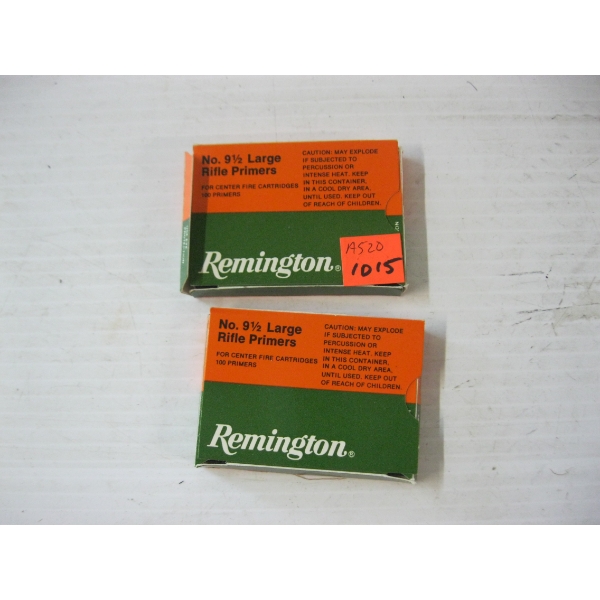 No. 9½ Large
Rifle Primers
FOR CENTER FIRE CARTRIDGES
100 PRIMERS
CAUTION: MAY EXPLODE
IF SUBJECTED TO
PERCUSSION OR
INTENSE HEAT. KEEP
IN THIS CONTAINER,
IN A COOL DRY AREA,
UNTIL USED. KEEP OUT
OF REACH OF CHILDREN.
A520
1015
Remington®
No. 9½ Large
Rifle Primers
FOR CENTER FIRE CARTRIDGES
100 PRIMERS
CAUTION: MAY EXPLODE
IF SUBJECTED TO
PERCUSSION OR
INTENSE HEAT. KEEP
IN THIS CONTAINER,
IN A COOL DRY AREA,
UNTIL USED. KEEP OUT
OF REACH OF CHILDREN.
Remington®